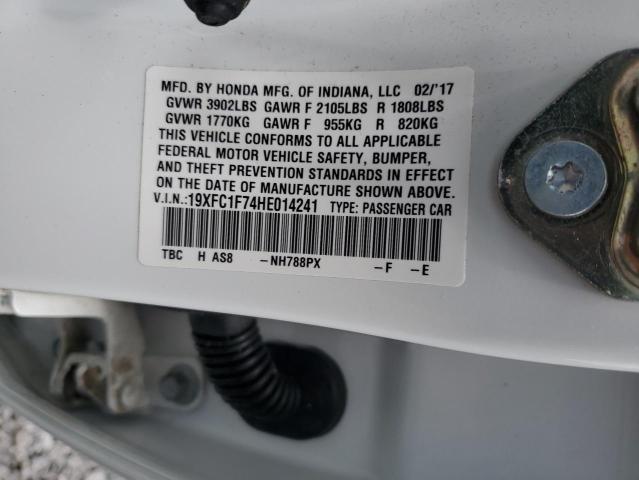 MFD. BY HONDA MFG. OF INDIANA, LLC 02/'17
GVWR 3902LBS GAWR F 2105LBS R 1808LBS
GVWR 1770KG GAWR F 955KG R 820KG
THIS VEHICLE CONFORMS TO ALL APPLICABLE
FEDERAL MOTOR VEHICLE SAFETY, BUMPER,
AND THEFT PREVENTION STANDARDS IN EFFECT
ON THE DATE OF MANUFACTURE SHOWN ABOVE.
V.I.N.:19XFC1F74HE014241 TYPE: PASSENGER CAR
TBC H AS8 -NH788PX -F -E